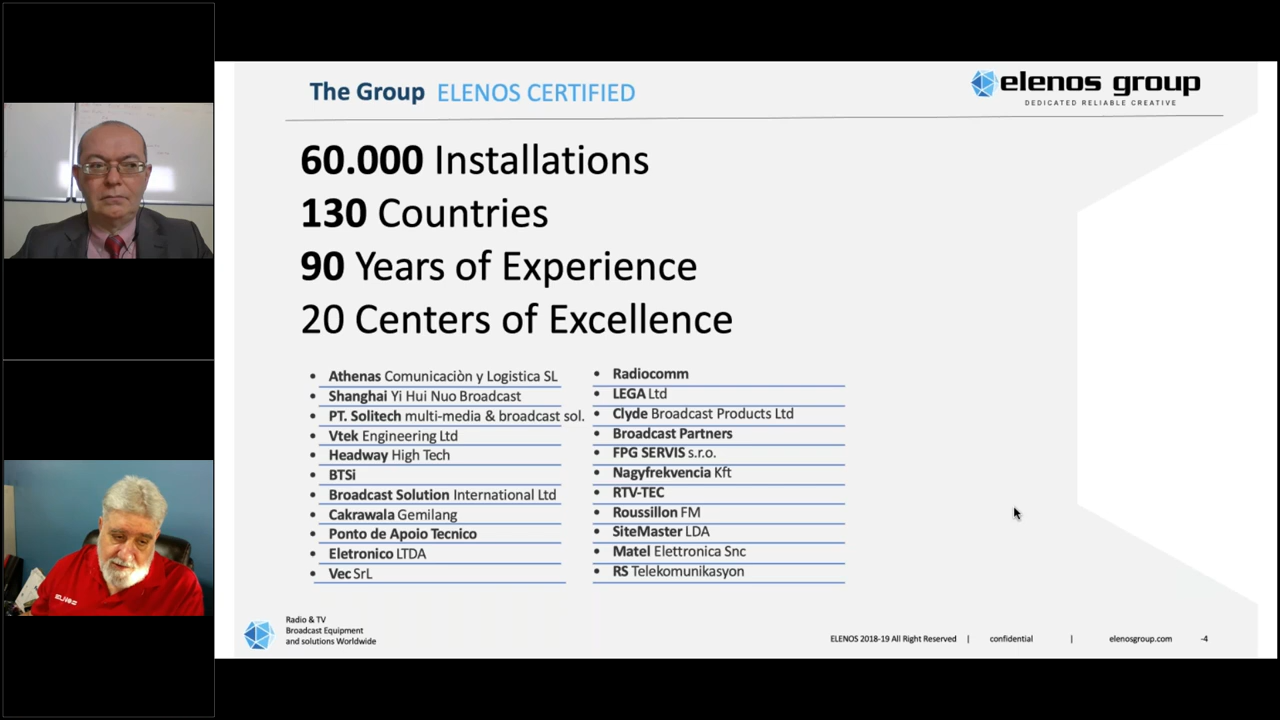 The Group ELENOS CERTIFIED
elenos group
DEDICATED RELIABLE CREATIVE
60.000 Installations
130 Countries
90 Years of Experience
20 Centers of Excellence
• Athenas Comunicaciòn y Logistica SL
• Shanghai Yi Hui Nuo Broadcast
• PT. Solitech multi-media & broadcast sol.
• Vtek Engineering Ltd
• Headway High Tech
• BTSi
• Broadcast Solution International Ltd
• Cakrawala Gemilang
• Ponto de Apoio Tecnico
• Eletronico LTDA
• Vec SrL
• Radiocomm
• LEGA Ltd
• Clyde Broadcast Products Ltd
• Broadcast Partners
• FPG SERVIS s.r.o.
• Nagyfrekvencia Kft
• RTV-TEC
• Roussillon FM
• SiteMaster LDA
• Matel Elettronica Snc
• RS Telekomunikasyon
Radio & TV
Broadcast Equipment
and solutions Worldwide
ELENOS 2018-19 All Right Reserved | confidential | elenosgroup.com -4